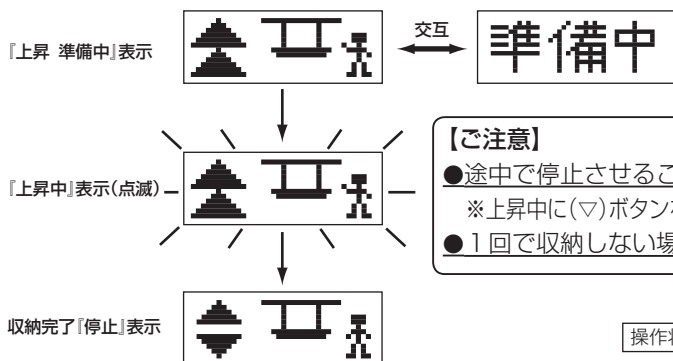 『上昇 準備中』表示
交互
準備中
『上昇中』表示(点滅)
【ご注意】
●途中で停止させるこ
※上昇中に(▽)ボタン
●1回で収納しない場
収納完了『停止』表示
操作